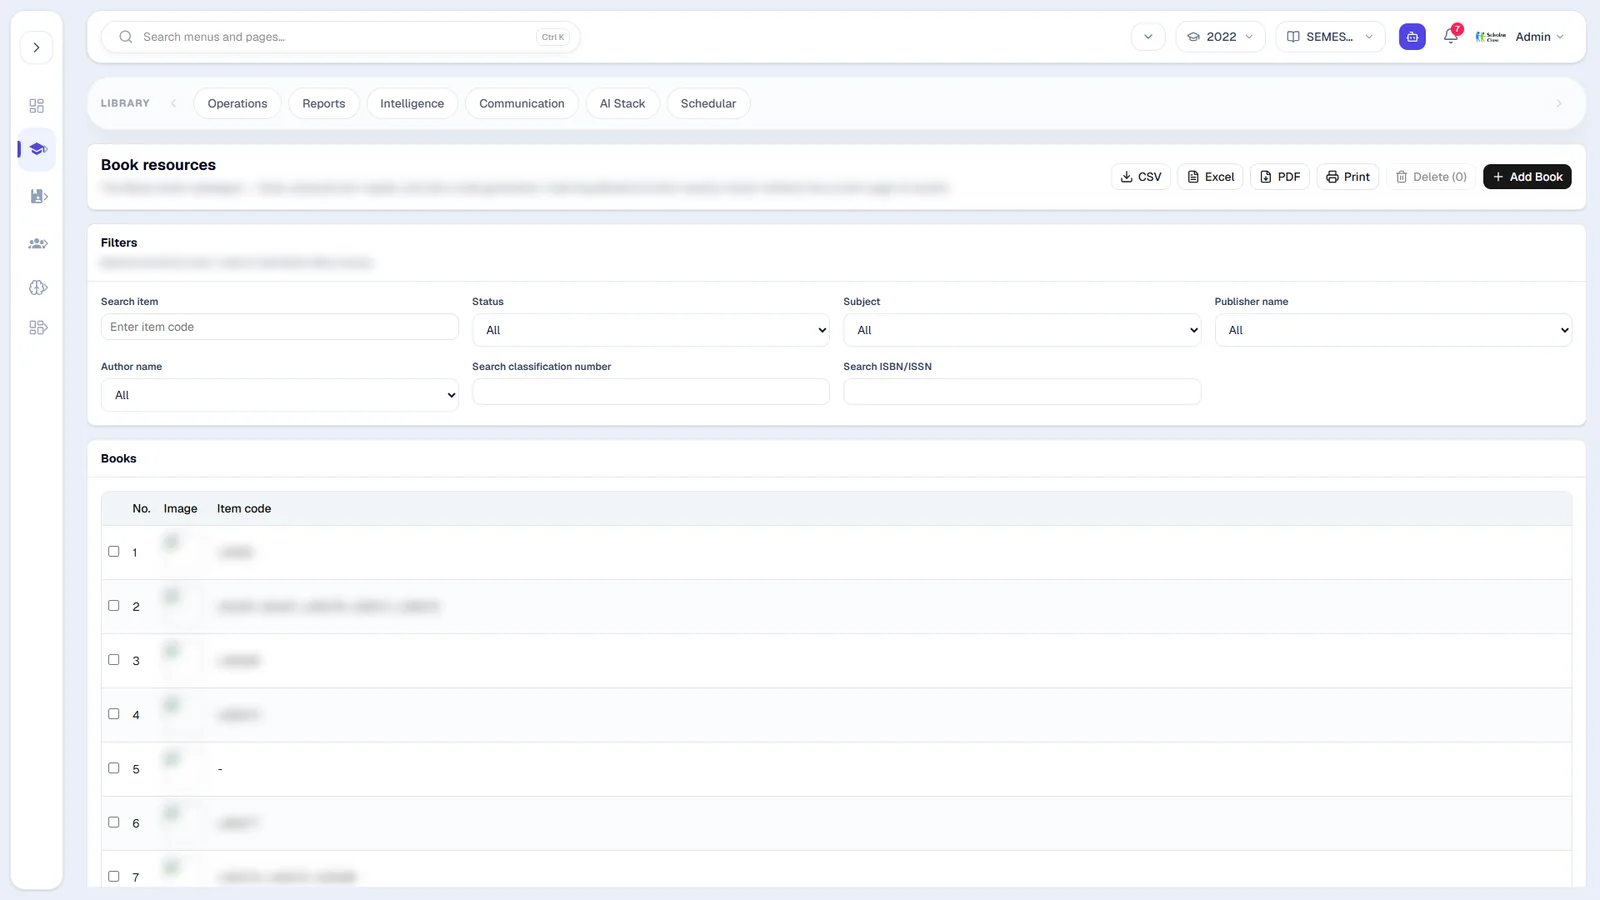 Search menus and pages...
Ctrl K
2022
SEMES...
7
Scholar Clone
Admin
LIBRARY
Operations
Reports
Intelligence
Communication
AI Stack
Schedular
Book resources
CSV
Excel
PDF
Print
Delete (0)
Add Book
Filters
Search item
Status
Subject
Publisher name
Enter item code
All
All
All
Author name
Search classification number
Search ISBN/ISSN
All
Books
No. Image Item code
1
2
3
4
5 -
6
7